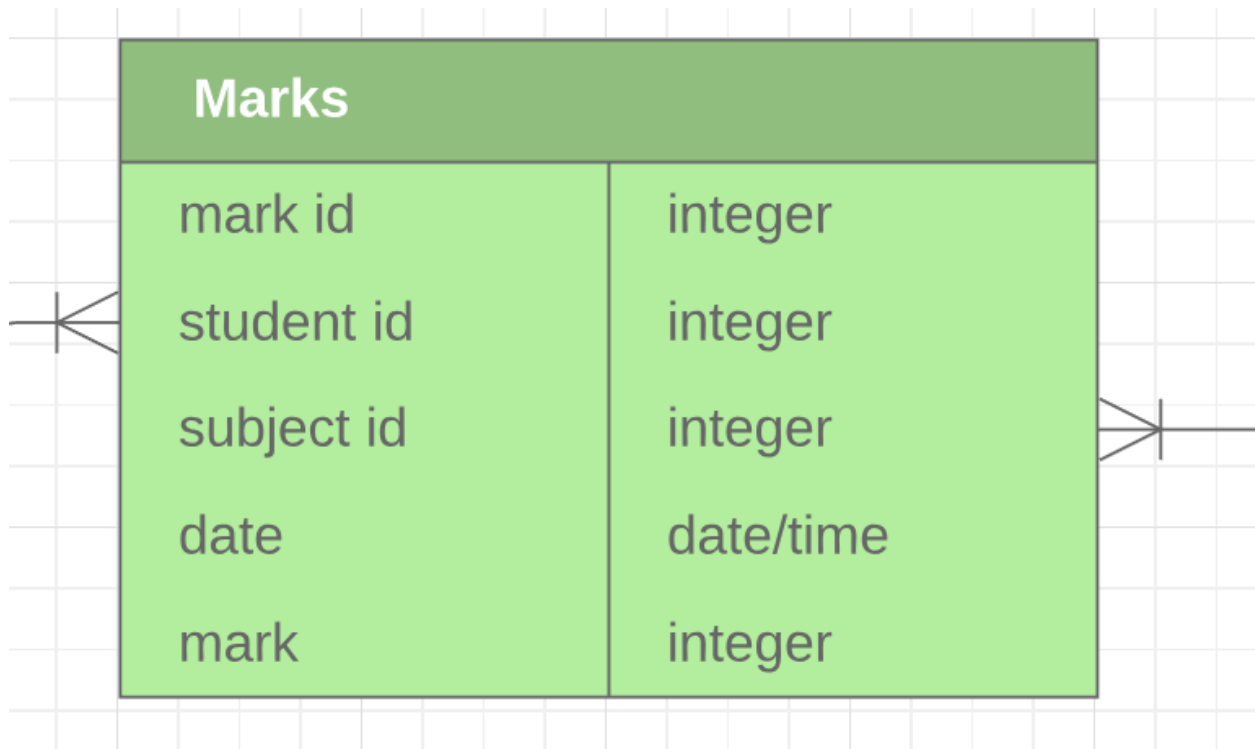 Marks
mark id integer
student id integer
subject id integer
date date/time
mark integer